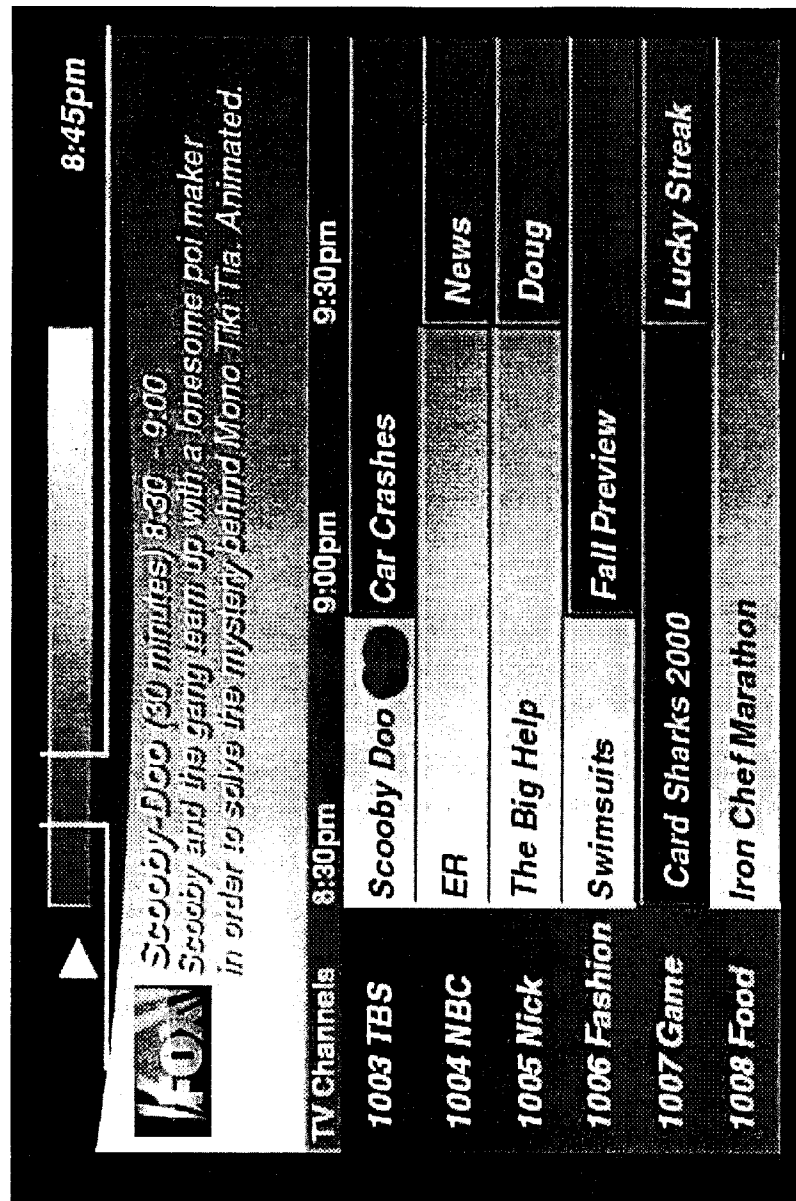 8:45pm
FOX
Scooby-Doo (30 minutes) 8:30 - 9:00
Scooby and the gang team up with a lonesome poi maker
in order to solve the mystery behind Mono Tiki Tia. Animated.
TV Channels 8:30pm 9:00pm 9:30pm
1003 TBS Scooby Doo Car Crashes
1004 NBC ER News
1005 Nick The Big Help Doug
1006 Fashion Swimsuits Fall Preview
1007 Game Card Sharks 2000 Lucky Streak
1008 Food Iron Chef Marathon